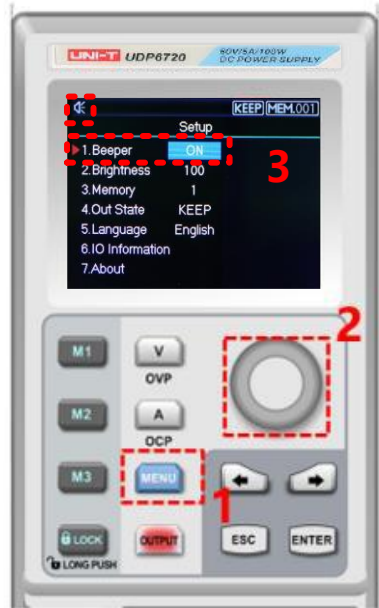 UNI-T UDP6720 60V/5A/100W
DC POWER SUPPLY
KEEP MEM.001
Setup
1.Beeper ON
2.Brightness 100
3.Memory 1
4.Out State KEEP
5.Language English
6.IO Information
7.About
3
2
M1 V
OVP
M2 A
OCP
M3 MENU
1
LOCK OUTPUT ESC ENTER
LONG PUSH